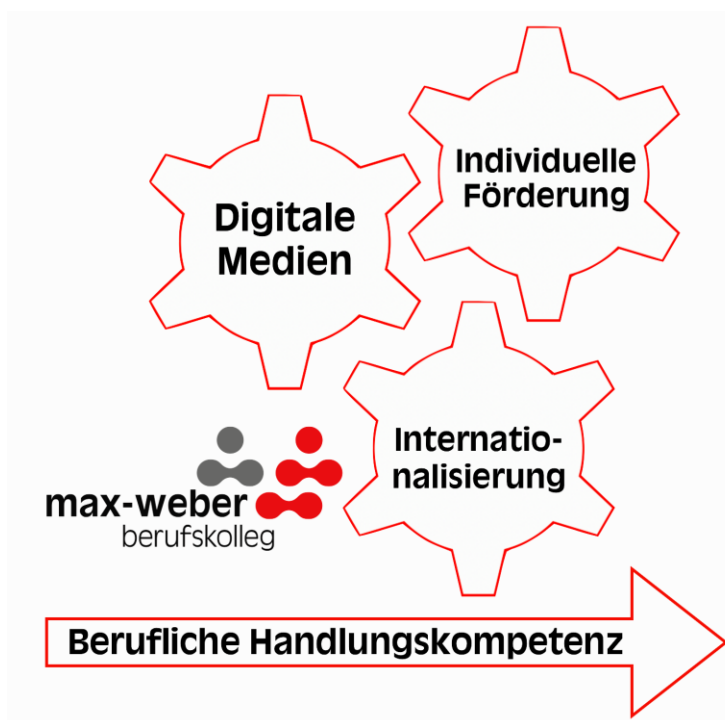 Individuelle
Förderung
Digitale
Medien
Internatio-
nalisierung
max-weber
berufskolleg
Berufliche Handlungskompetenz